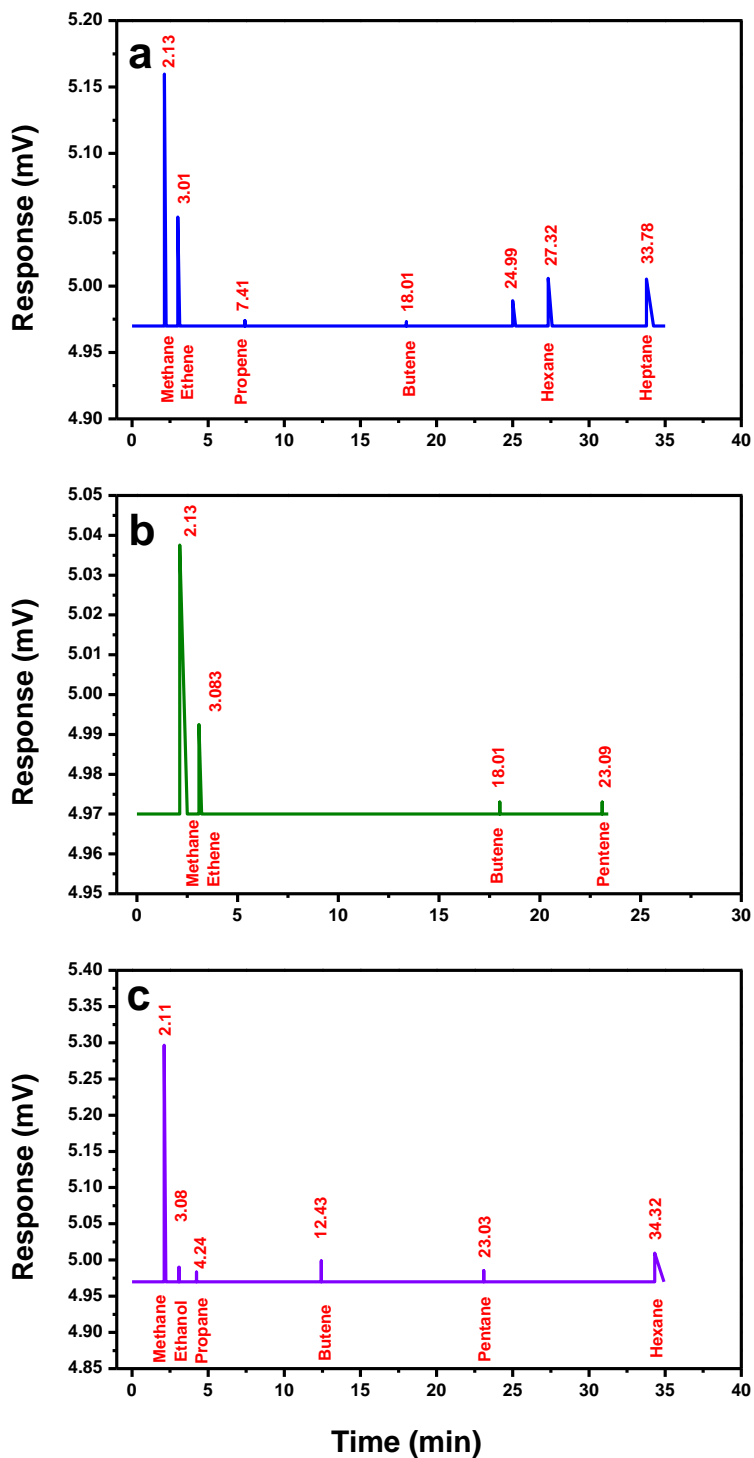 a
2.13
3.01
7.41
18.01
24.99
27.32
33.78
Response (mV)
5.20
5.15
5.10
5.05
5.00
4.95
4.90
Methane
Ethene
Propene
Butene
Hexane
Heptane
0 5 10 15 20 25 30 35 40
b
2.13
3.083
18.01
23.09
Response (mV)
5.05
5.04
5.03
5.02
5.01
5.00
4.99
4.98
4.97
4.96
4.95
Methane
Ethene
Butene
Pentene
0 5 10 15 20 25 30
c
2.11
3.08
4.24
12.43
23.03
34.32
Response (mV)
5.40
5.35
5.30
5.25
5.20
5.15
5.10
5.05
5.00
4.95
4.90
4.85
Methane
Ethanol
Propane
Butene
Pentane
Hexane
0 5 10 15 20 25 30 35 40
Time (min)